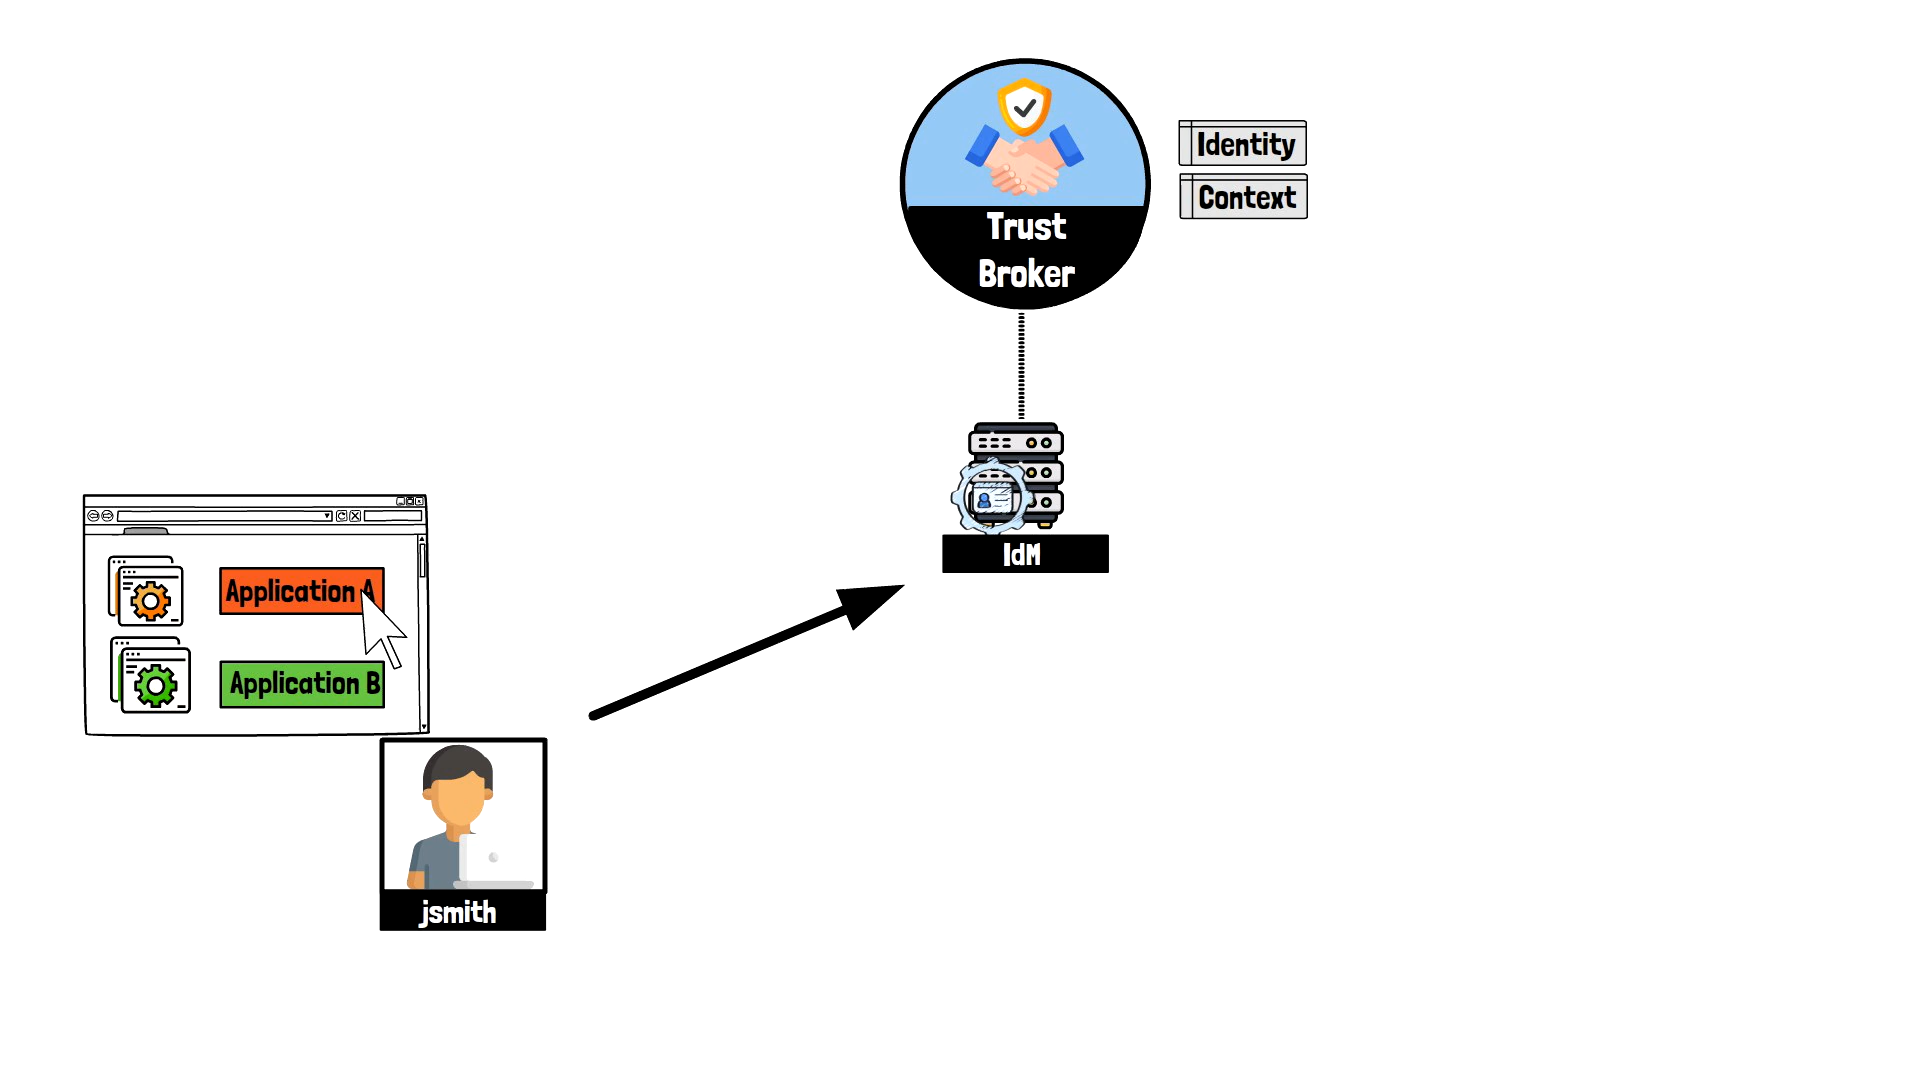 Trust
Broker
Identity
Context
IdM
Application A
Application B
jsmith